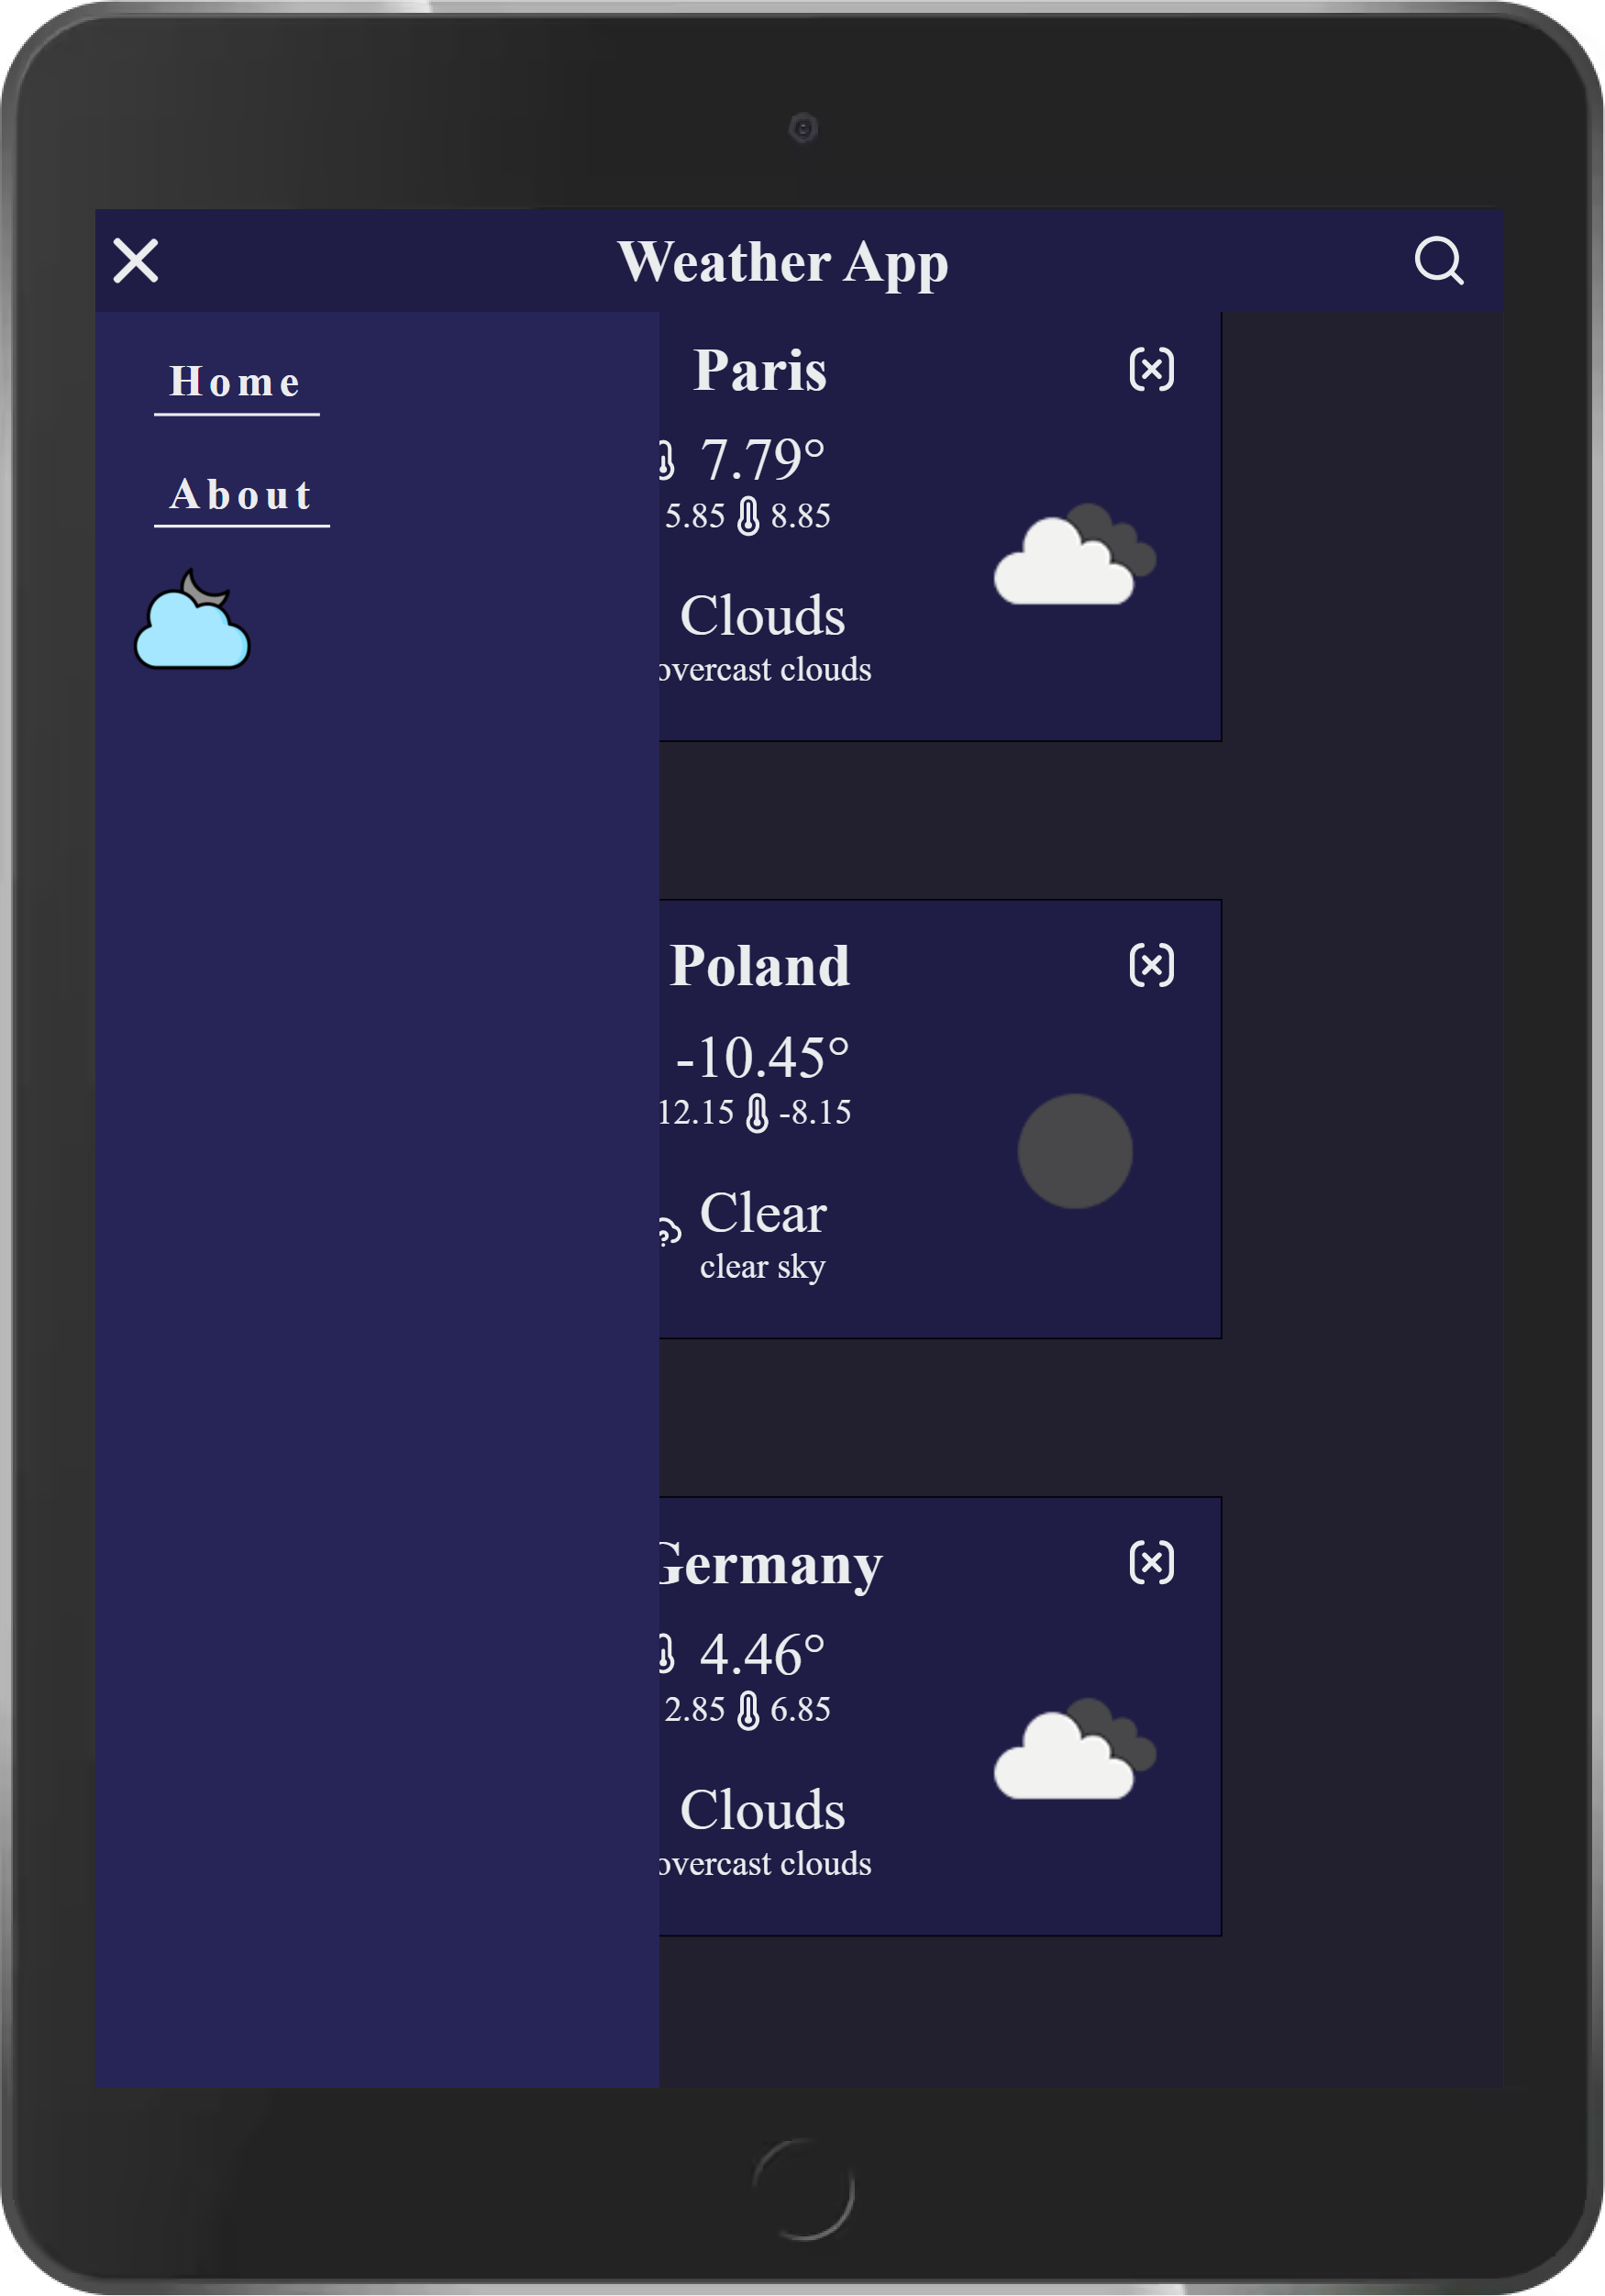 Weather App
Home
About
Paris
7.79°
5.85 8.85
Clouds
overcast clouds
Poland
-10.45°
12.15 -8.15
Clear
clear sky
Germany
4.46°
2.85 6.85
Clouds
overcast clouds